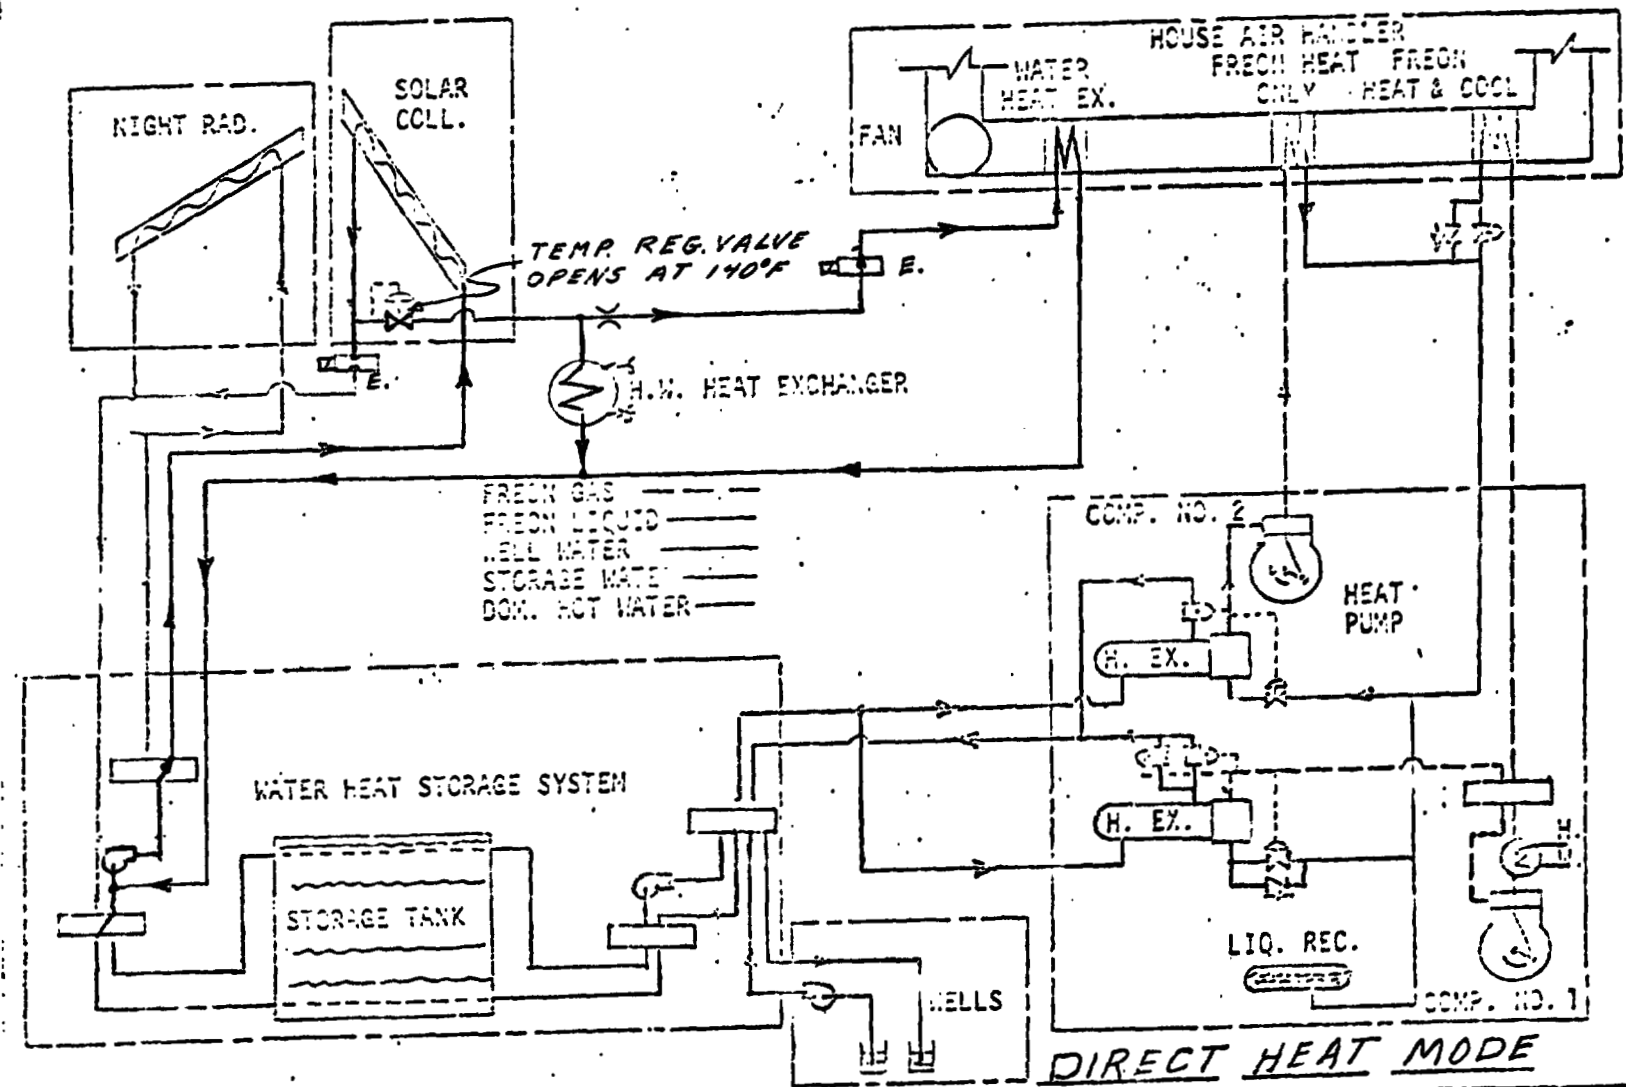 HOUSE AIR HANDLER
WATER
HEAT EX.
FREON HEAT
ONLY
FREON
HEAT & COOL
FAN
SOLAR
COLL.
NIGHT RAD.
TEMP. REG. VALVE
OPENS AT 140°F
E.
E.
H.W. HEAT EXCHANGER
FREON GAS
FREON LIQUID
WELL WATER
STORAGE WATER
DOM. HOT WATER
COMP. NO. 2
HEAT
PUMP
H. EX.
WATER HEAT STORAGE SYSTEM
H. EX.
H.
W.
STORAGE TANK
LIQ. REC.
WELLS
COMP. NO. 1
DIRECT HEAT MODE